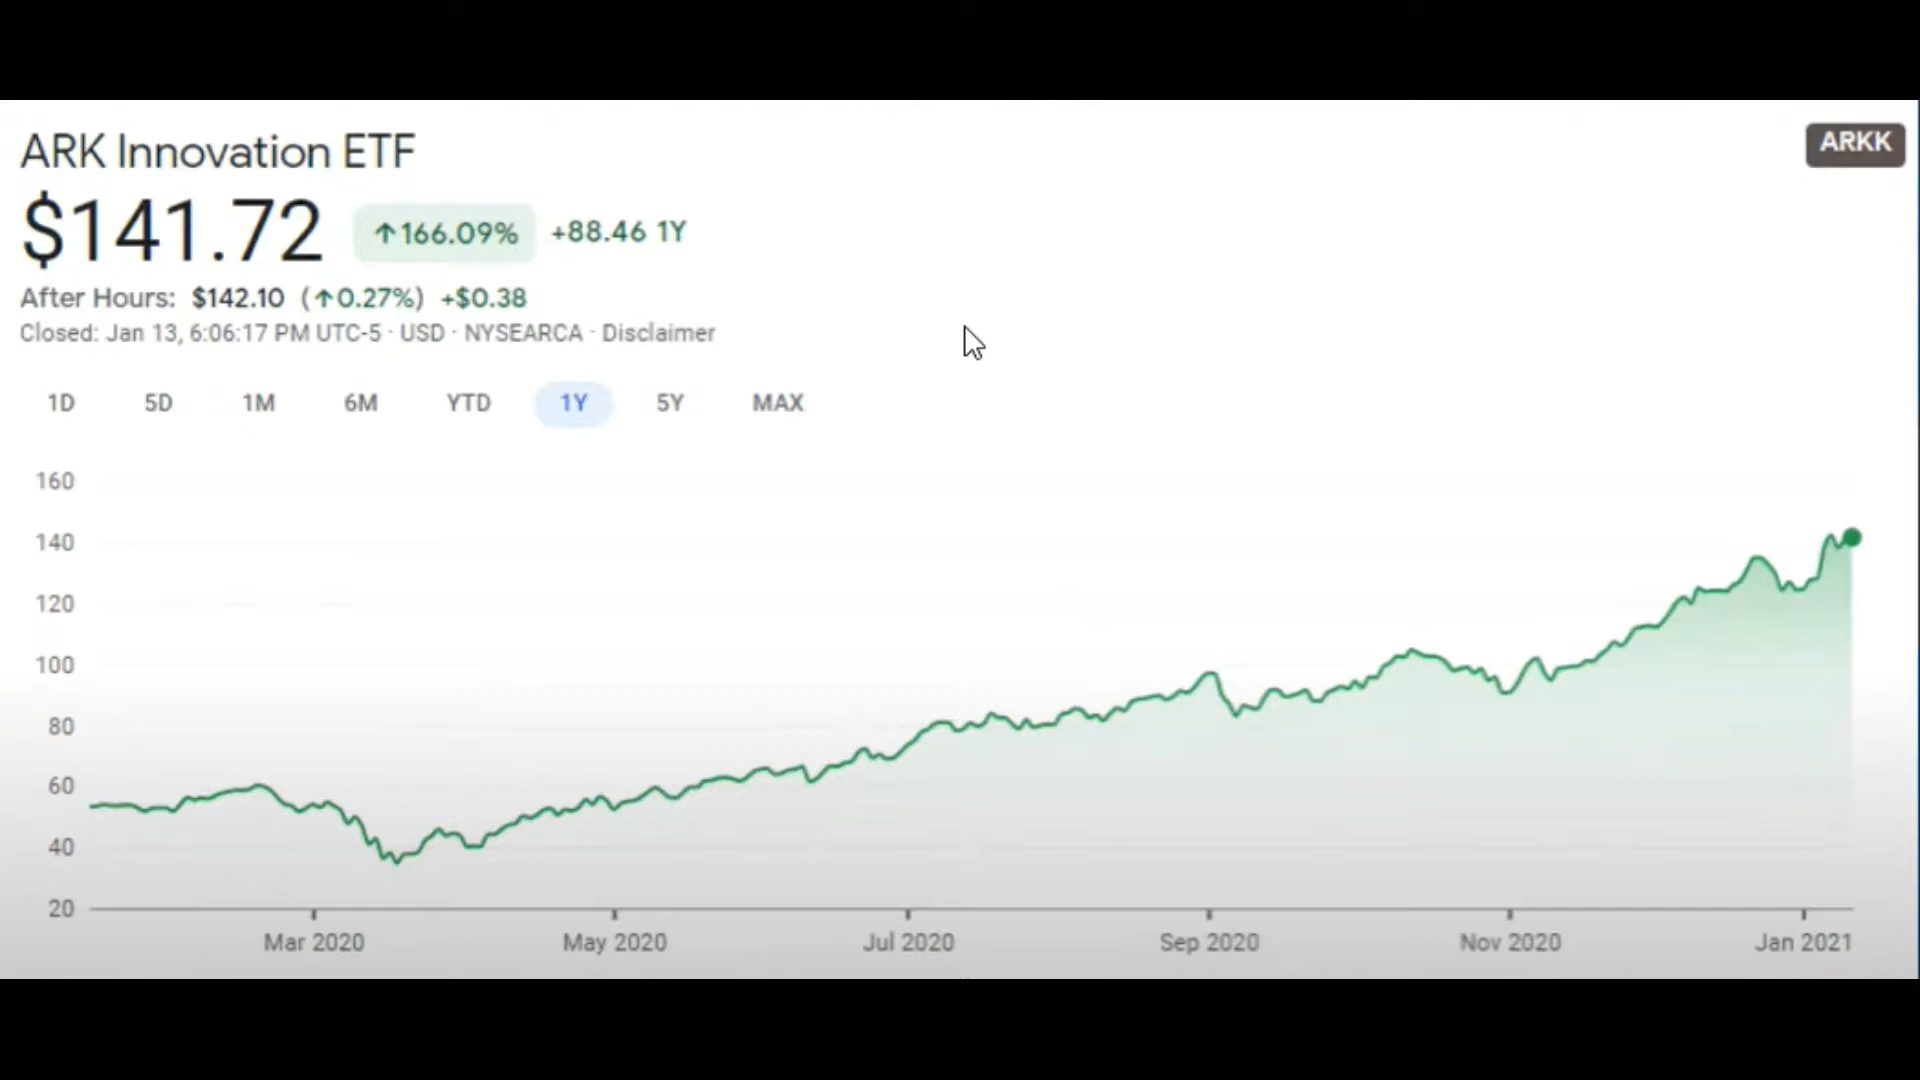 ARK Innovation ETF
ARKK
$141.72 ↑166.09% +88.46 1Y
After Hours: $142.10 (↑0.27%) +$0.38
Closed: Jan 13, 6:06:17 PM UTC-5 · USD · NYSEARCA · Disclaimer
1D 5D 1M 6M YTD 1Y 5Y MAX
160
140
120
100
80
60
40
20
Mar 2020 May 2020 Jul 2020 Sep 2020 Nov 2020 Jan 2021